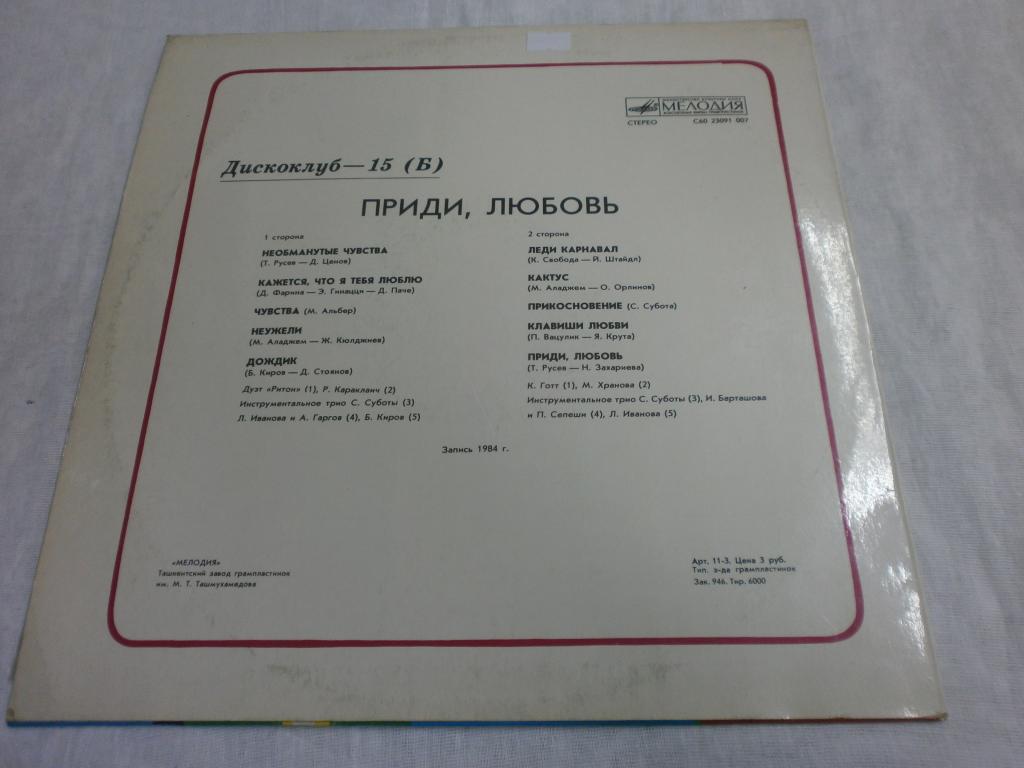 МЕЛОДИЯ
СТЕРЕО С60 23091 007
Дискоклуб—15 (Б)
ПРИДИ, ЛЮБОВЬ
1 сторона
НЕОБМАНУТЫЕ ЧУВСТВА
(Т. Русев — Д. Ценов)
КАЖЕТСЯ, ЧТО Я ТЕБЯ ЛЮБЛЮ
(Д. Фарина — Э. Гинацци — Д. Паче)
ЧУВСТВА (М. Альбер)
НЕУЖЕЛИ
(М. Аладжем — Ж. Кюлджиев)
ДОЖДИК
(Б. Киров — Д. Стоянов)
Дуэт «Ритон» (1), Р. Каракланч (2)
Инструментальное трио С. Суботы (3)
Л. Иванова и А. Гаргов (4), Б. Киров (5)
2 сторона
ЛЕДИ КАРНАВАЛ
(К. Свобода — Й. Штайдл)
КАКТУС
(М. Аладжем — О. Орлинов)
ПРИКОСНОВЕНИЕ (С. Субота)
КЛАВИШИ ЛЮБВИ
(П. Вацулик — Я. Крута)
ПРИДИ, ЛЮБОВЬ
(Т. Русев — Н. Захариева)
К. Готт (1), М. Хранова (2)
Инструментальное трио С. Суботы (3), И. Барташова
и П. Сепеши (4), Л. Иванова (5)
Запись 1984 г.
«МЕЛОДИЯ»
Ташкентский завод грампластинок
им. М. Т. Ташмухамедова
Арт. 11-3. Цена 3 руб.
Тип. з-да грампластинок
Зак. 946. Тир. 6000